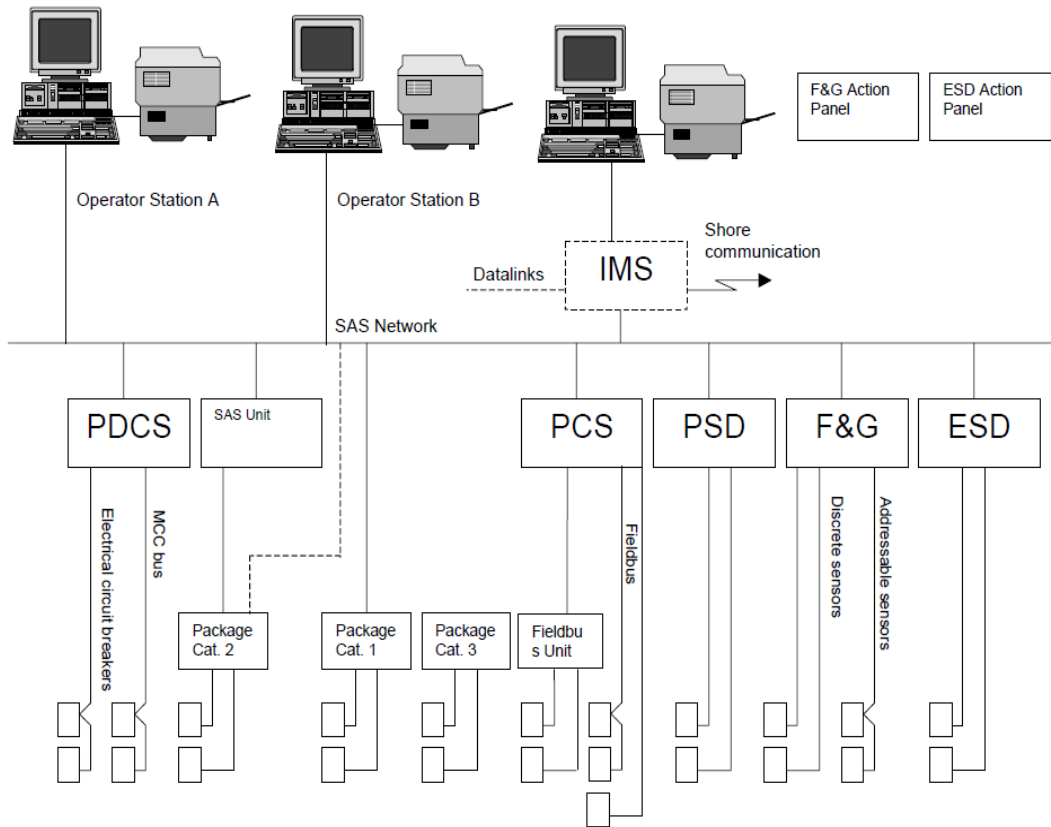 F&G Action
Panel
ESD Action
Panel
Operator Station A
Operator Station B
Shore
communication
Datalinks
IMS
SAS Network
PDCS
SAS Unit
PCS
PSD
F&G
ESD
Electrical circuit breakers
MCC bus
Fieldbus
Discrete sensors
Addressable sensors
Package
Cat. 2
Package
Cat. 1
Package
Cat. 3
Fieldbu
s Unit